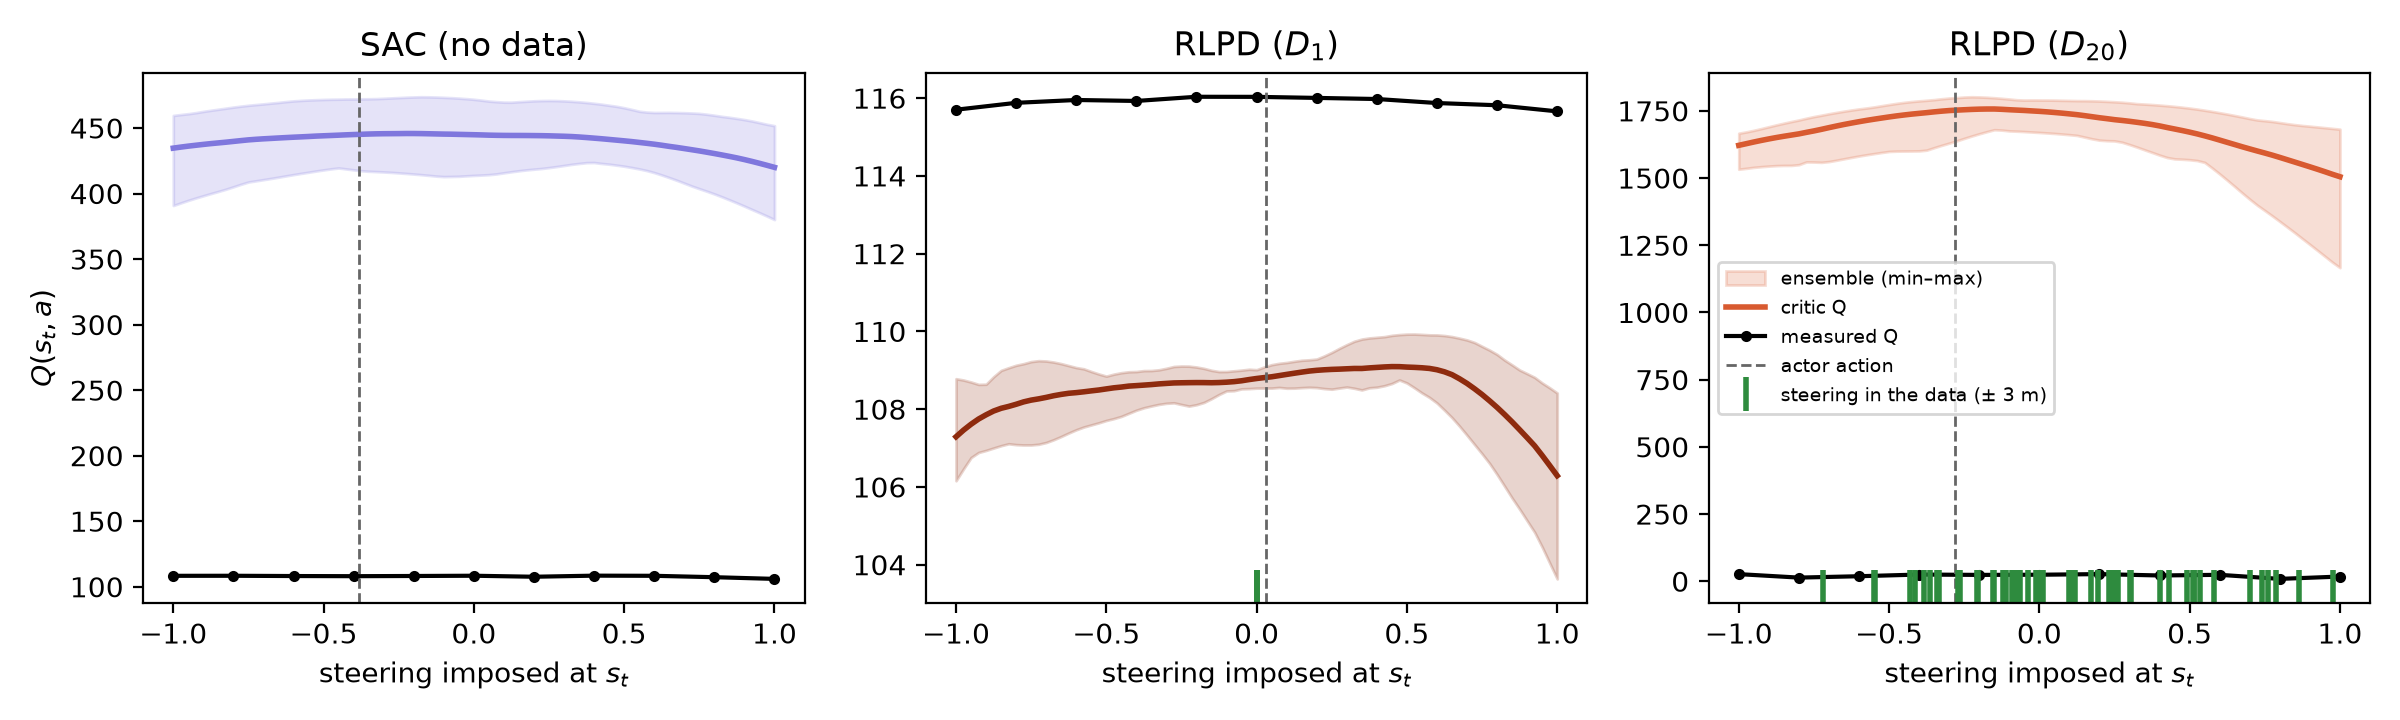 SAC (no data)
RLPD (D₁)
RLPD (D₂₀)
Q(sₜ, a)
450
400
350
300
250
200
150
100
−1.0 −0.5 0.0 0.5 1.0
steering imposed at sₜ
116
114
112
110
108
106
104
−1.0 −0.5 0.0 0.5 1.0
steering imposed at sₜ
1750
1500
1250
1000
750
500
250
0
ensemble (min–max)
critic Q
measured Q
actor action
steering in the data (± 3 m)
−1.0 −0.5 0.0 0.5 1.0
steering imposed at sₜ